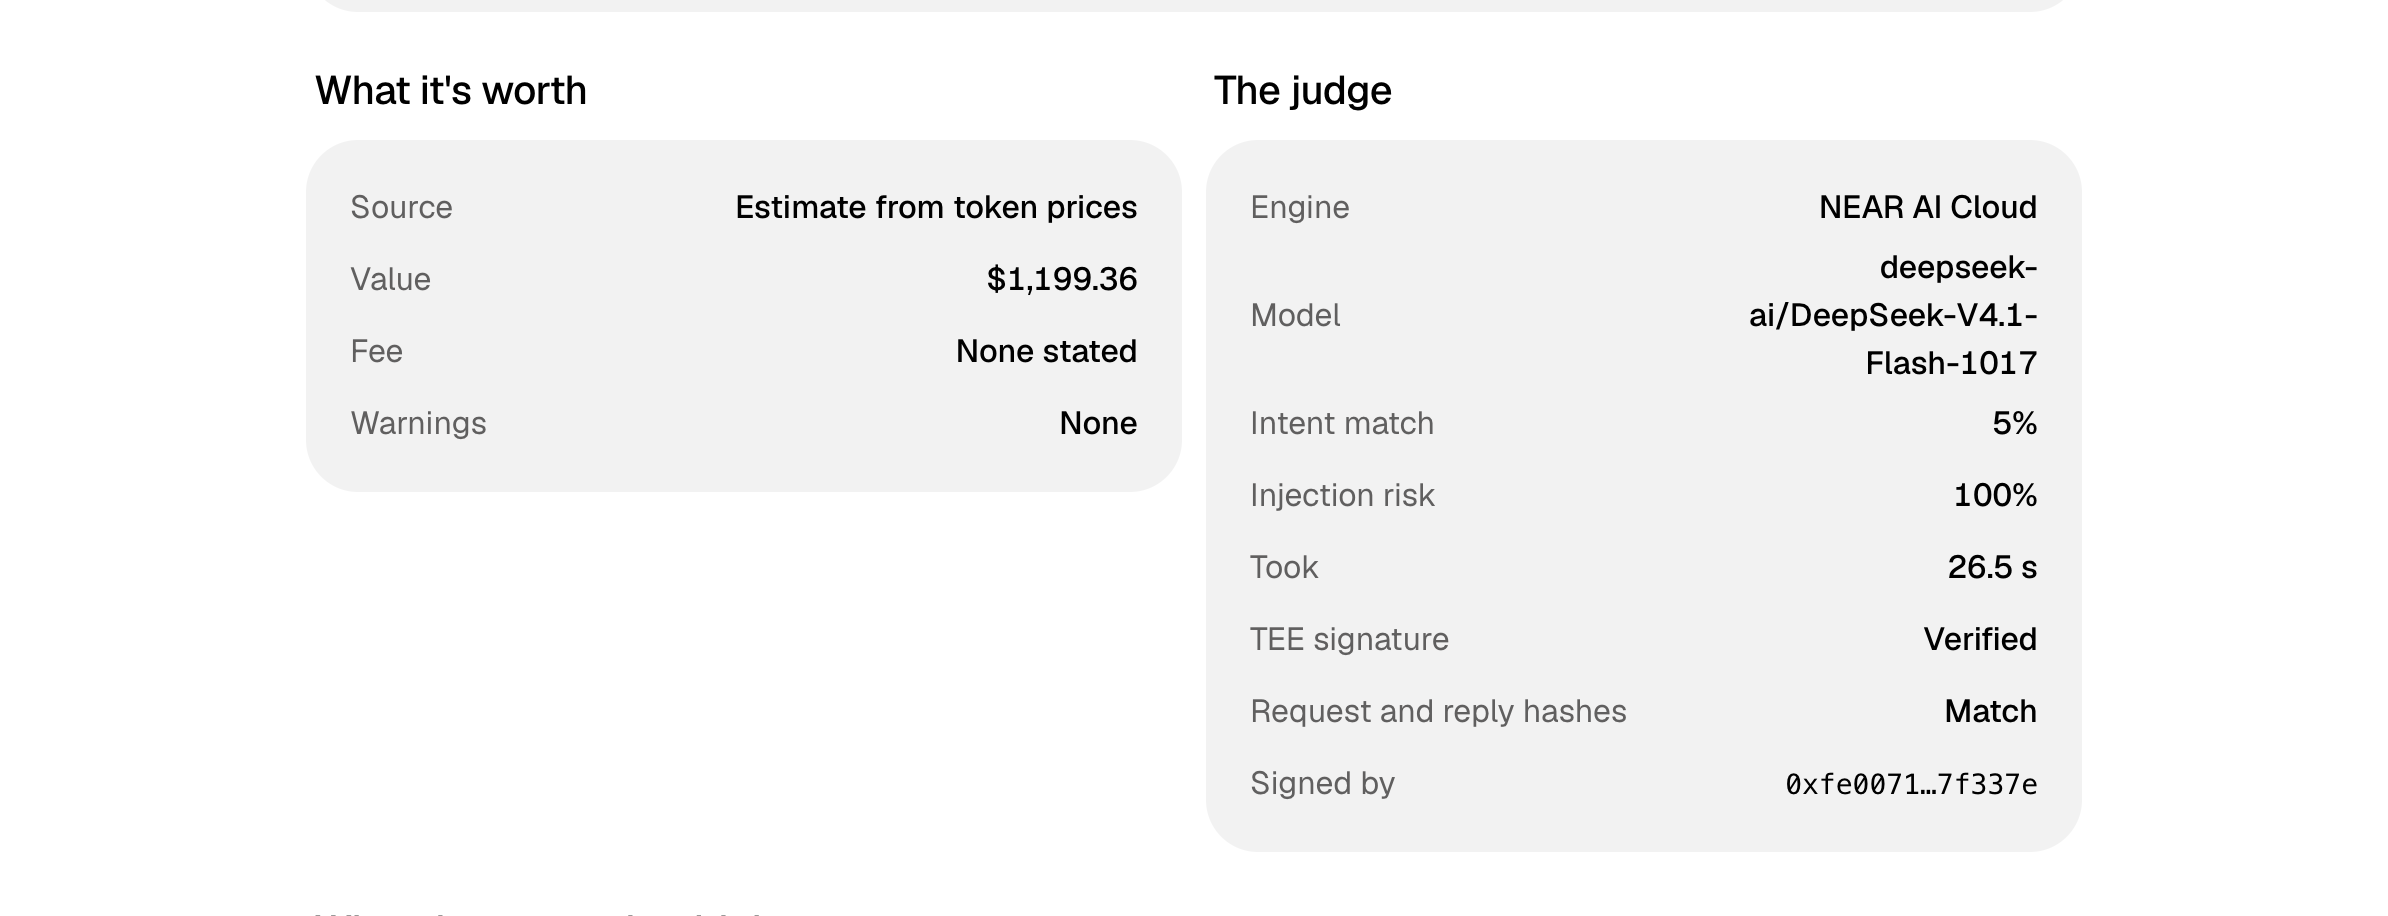 What it's worth
Source Estimate from token prices
Value $1,199.36
Fee None stated
Warnings None
The judge
Engine NEAR AI Cloud
Model deepseek-
ai/DeepSeek-V4.1-
Flash-1017
Intent match 5%
Injection risk 100%
Took 26.5 s
TEE signature Verified
Request and reply hashes Match
Signed by 0xfe0071…7f337e